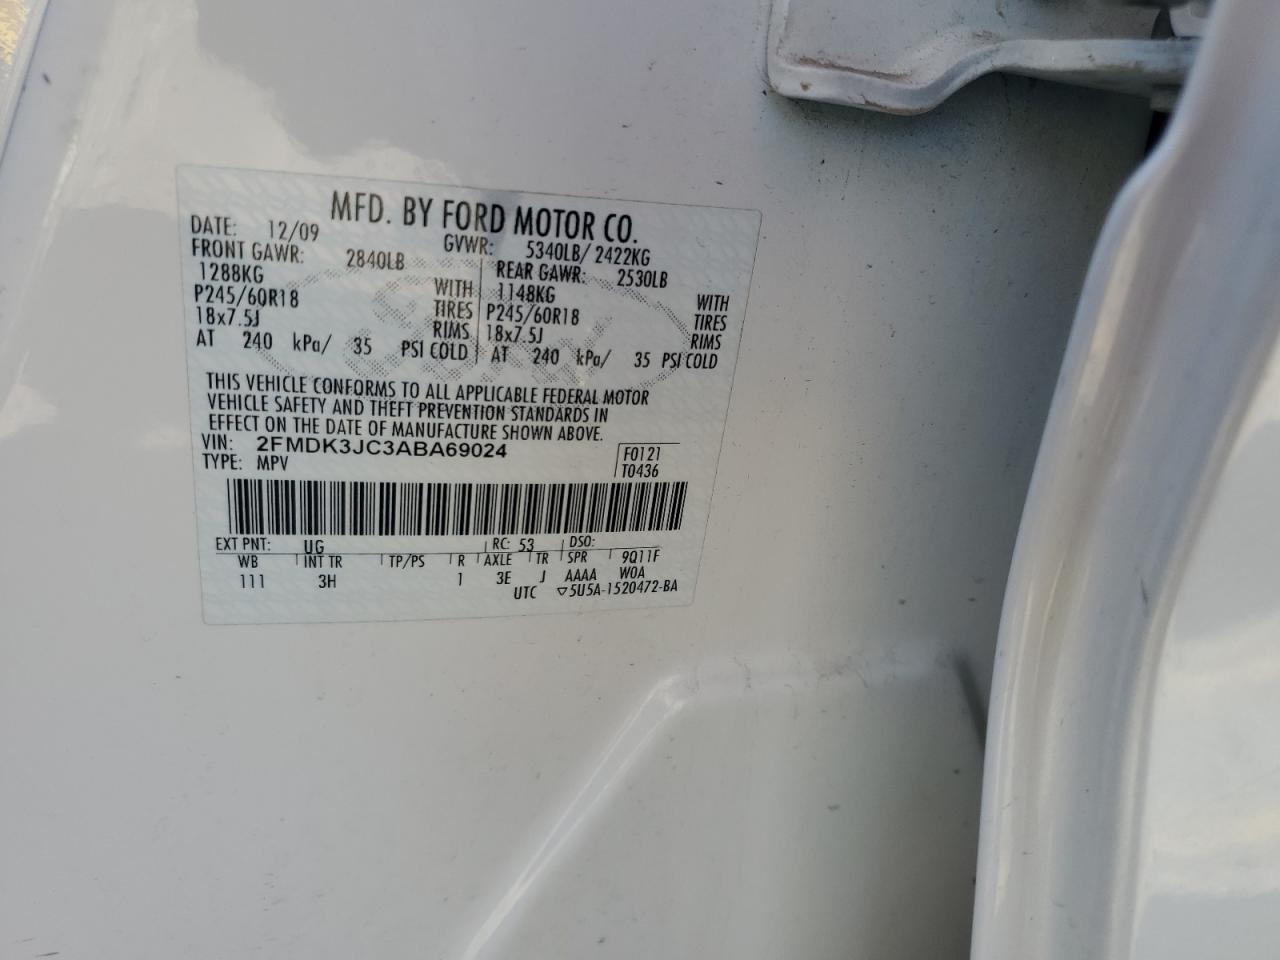 MFD. BY FORD MOTOR CO.
DATE: 12/09 GVWR: 5340LB/ 2422KG
FRONT GAWR: 2840LB REAR GAWR: 2530LB
1288KG WITH 1148KG WITH
P245/60R18 TIRES P245/60R18 TIRES
18x7.5J RIMS 18x7.5J RIMS
AT 240 kPa/ 35 PSI COLD AT 240 kPa/ 35 PSI COLD
THIS VEHICLE CONFORMS TO ALL APPLICABLE FEDERAL MOTOR
VEHICLE SAFETY AND THEFT PREVENTION STANDARDS IN
EFFECT ON THE DATE OF MANUFACTURE SHOWN ABOVE.
VIN: 2FMDK3JC3ABA69024 F0121
TYPE: MPV T0436
EXT PNT: UG RC: 53 DSO:
WB INT TR TP/PS R AXLE TR SPR 9Q11F
111 3H 1 3E J AAAA W0A
UTC ▽5U5A-1520472-BA